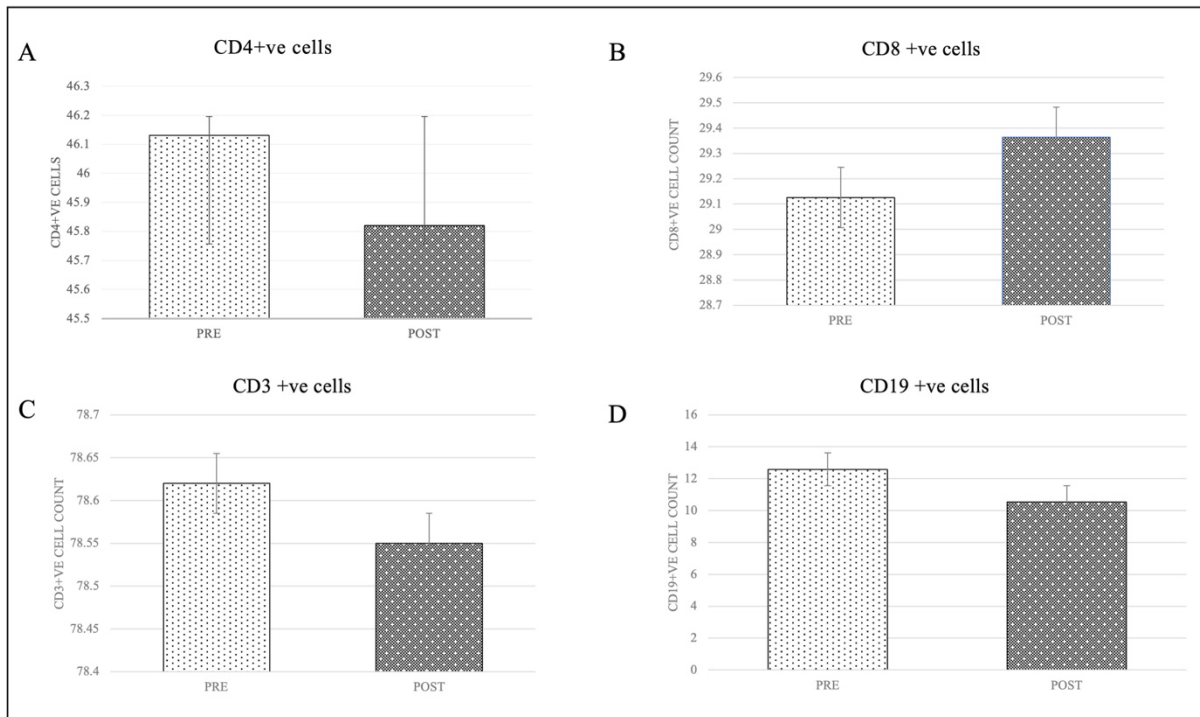 A
CD4+ve cells
CD4+VE CELLS
46.3
46.2
46.1
46
45.9
45.8
45.7
45.6
45.5
PRE
POST
B
CD8 +ve cells
CD8+VE CELL COUNT
29.6
29.5
29.4
29.3
29.2
29.1
29
28.9
28.8
28.7
PRE
POST
C
CD3 +ve cells
CD3+VE CELL COUNT
78.7
78.65
78.6
78.55
78.5
78.45
78.4
PRE
POST
D
CD19 +ve cells
CD19+VE CELL COUNT
16
14
12
10
8
6
4
2
0
PRE
POST